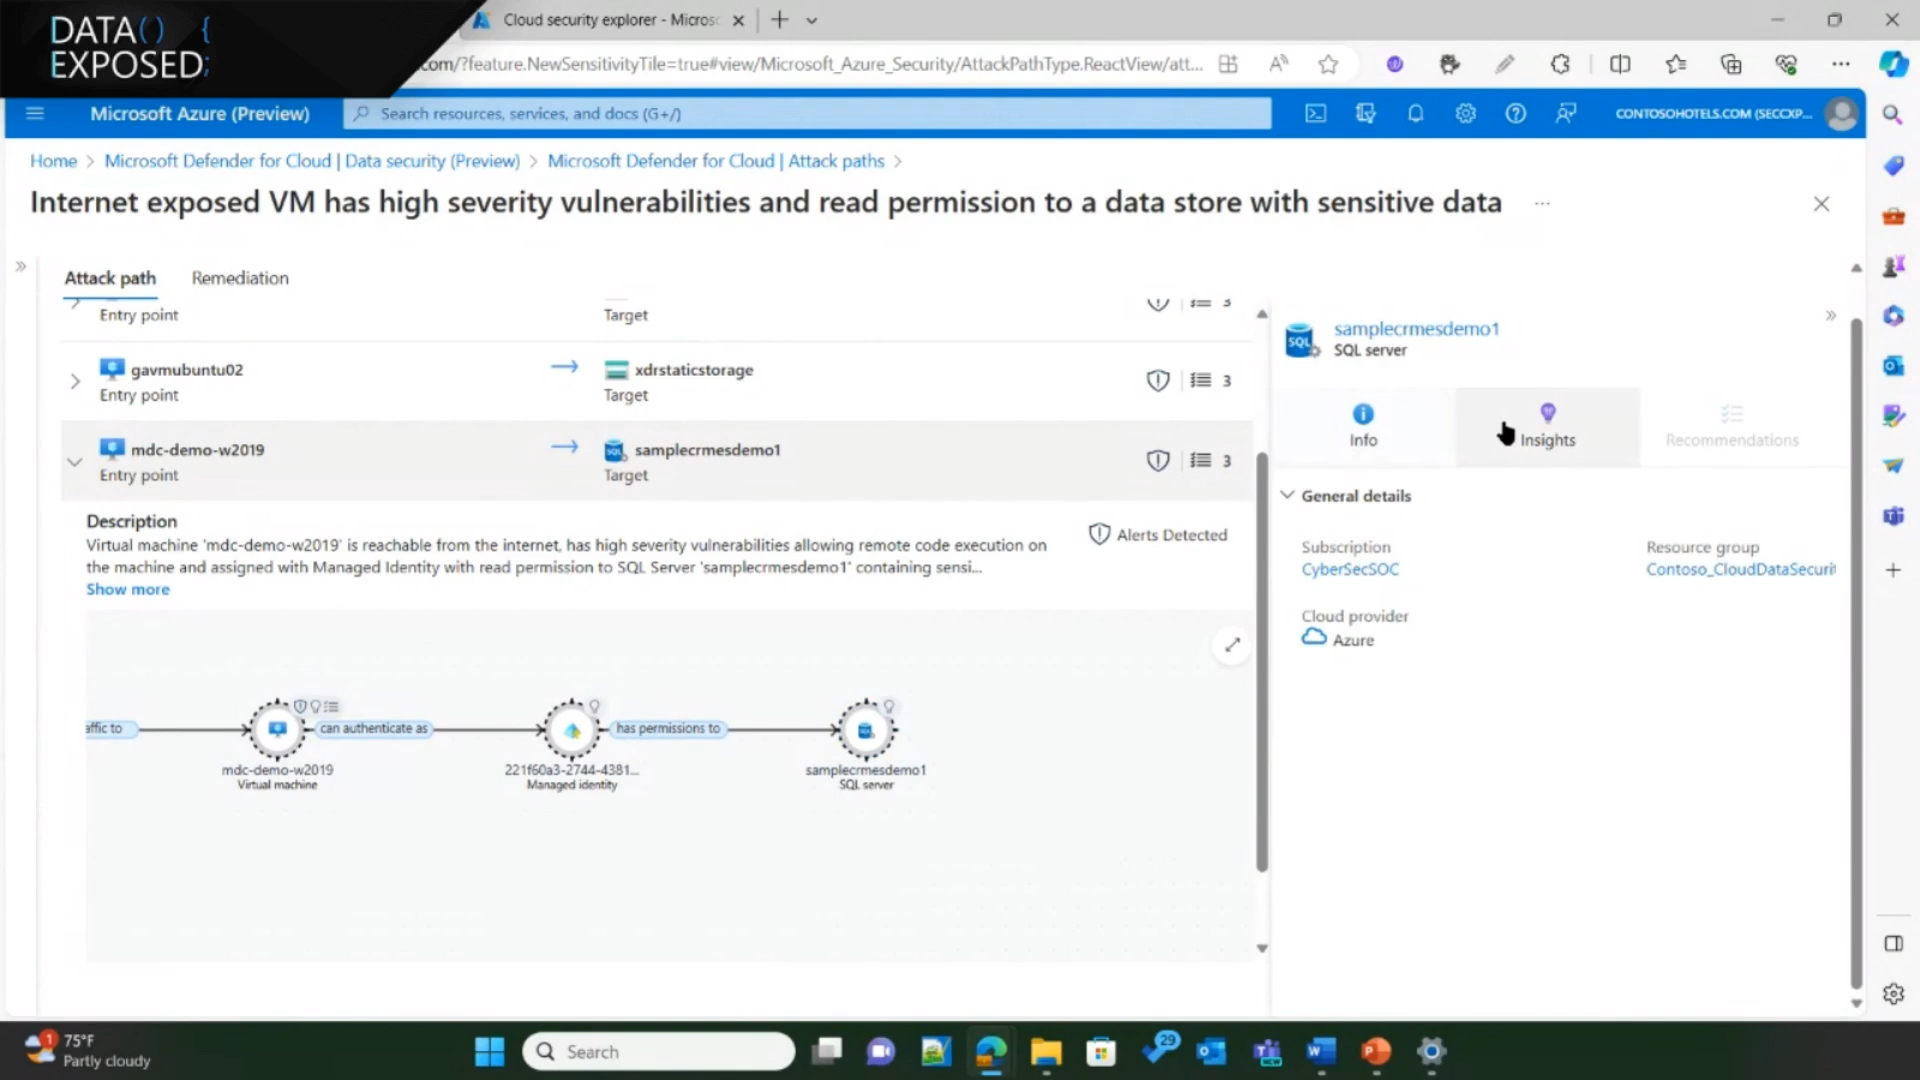 DATA() {
EXPOSED;
Cloud security explorer - Micros
.com/?feature.NewSensitivityTile=true#view/Microsoft_Azure_Security/AttackPathType.ReactView/att...
Microsoft Azure (Preview)
Search resources, services, and docs (G+/)
CONTOSOHOTELS.COM (SECCXP...
Home > Microsoft Defender for Cloud | Data security (Preview) > Microsoft Defender for Cloud | Attack paths >
Internet exposed VM has high severity vulnerabilities and read permission to a data store with sensitive data ...
Attack path
Remediation
Entry point
Target
3
gavmubuntu02
Entry point
xdrstaticstorage
Target
3
mdc-demo-w2019
Entry point
samplecrmesdemo1
Target
3
Description
Virtual machine 'mdc-demo-w2019' is reachable from the internet, has high severity vulnerabilities allowing remote code execution on
the machine and assigned with Managed Identity with read permission to SQL Server 'samplecrmesdemo1' containing sensi...
Show more
Alerts Detected
affic to
can authenticate as
has permissions to
mdc-demo-w2019
Virtual machine
221f60a3-2744-4381...
Managed identity
samplecrmesdemo1
SQL server
SQL
samplecrmesdemo1
SQL server
Info
Insights
Recommendations
General details
Subscription
CyberSecSOC
Resource group
Contoso_CloudDataSecurit
Cloud provider
Azure
1
75°F
Partly cloudy
Search
29